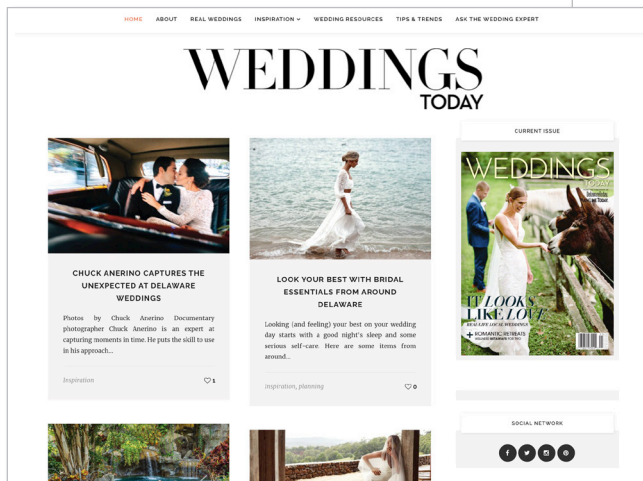 HOME ABOUT REAL WEDDINGS INSPIRATION WEDDING RESOURCES TIPS & TRENDS ASK THE WEDDING EXPERT
WEDDINGS
TODAY
CHUCK ANERINO CAPTURES THE
UNEXPECTED AT DELAWARE
WEDDINGS
Photos by Chuck Anerino Documentary
photographer Chuck Anerino is an expert at
capturing moments in time. He puts the skill to use
in his approach...
Inspiration
1
LOOK YOUR BEST WITH BRIDAL
ESSENTIALS FROM AROUND
DELAWARE
Looking (and feeling) your best on your wedding
day starts with a good night's sleep and some
serious self-care. Here are some items from
around...
inspiration, planning
0
CURRENT ISSUE
WEDDINGS
TODAY
IT LOOKS
LIKE LOVE
REAL-LIFE LOCAL WEDDINGS
+ ROMANTIC RETREATS
SOCIAL NETWORK